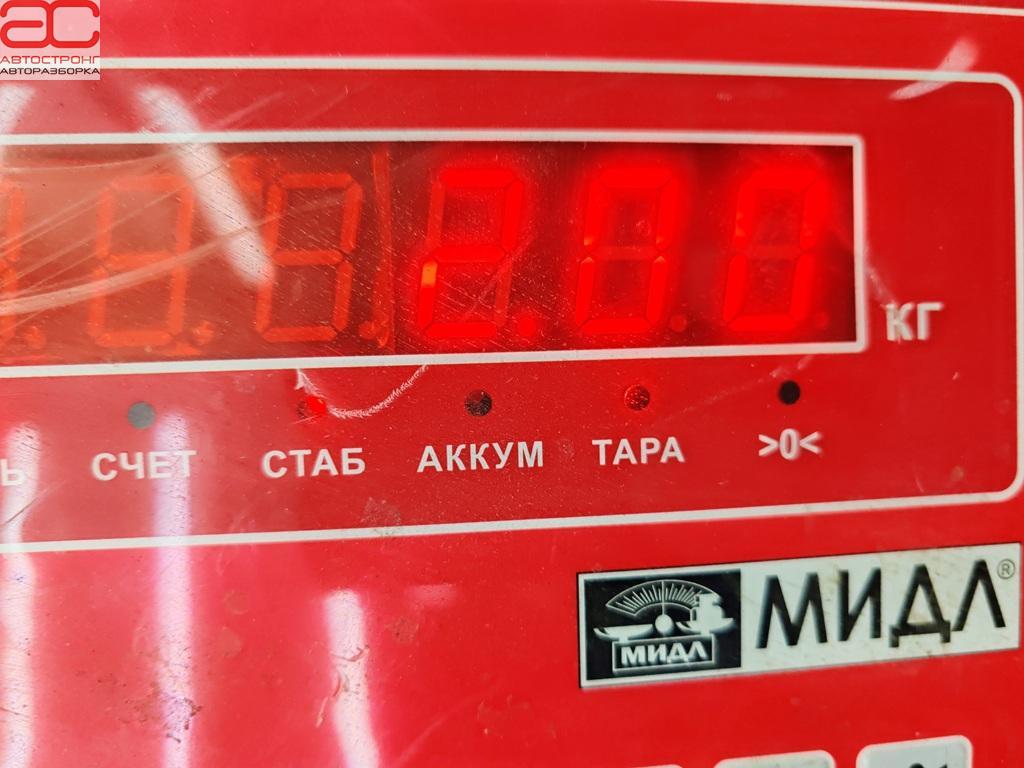 АС
АВТОСТРОНГ
АВТОРАЗБОРКА
2.00
КГ
Ь СЧЕТ СТАБ АККУМ ТАРА >0<
МИДЛ МИДЛ®